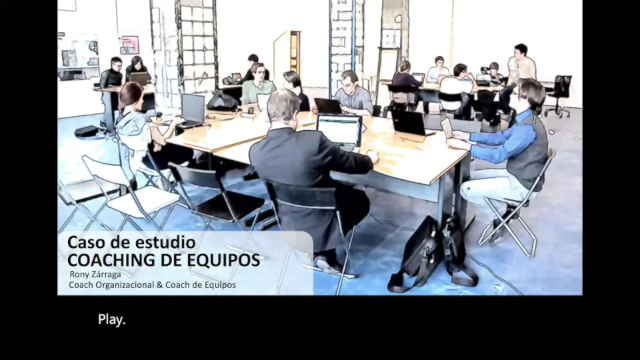 Caso de estudio
COACHING DE EQUIPOS
Rony Zárraga
Coach Organizacional & Coach de Equipos
Play.